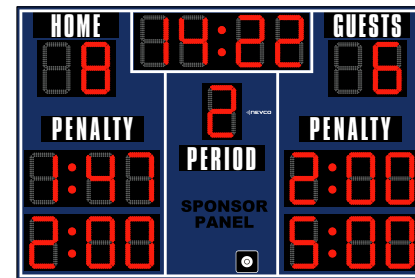 HOME
14:22
GUESTS
8
6
2
NEVCO
PERIOD
PENALTY
1:47
2:00
PENALTY
2:00
5:00
SPONSOR
PANEL